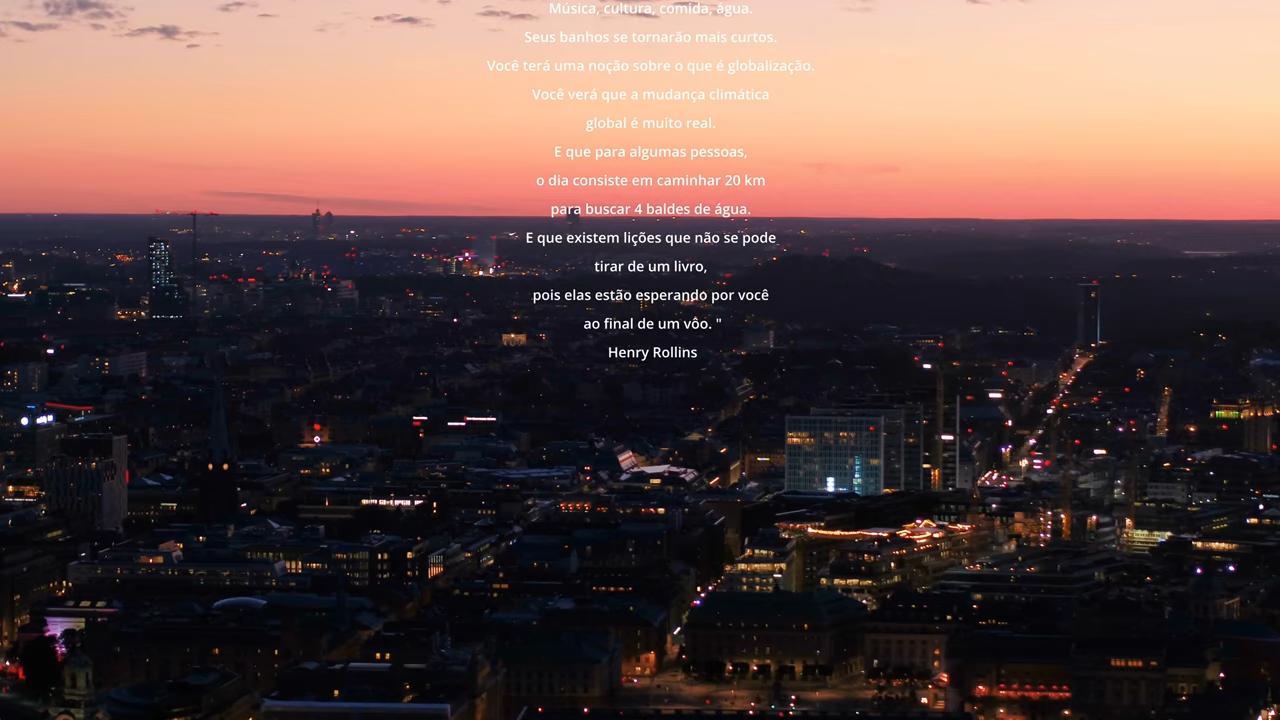 Música, cultura, comida, água.
Seus banhos se tornarão mais curtos.
Você terá uma noção sobre o que é globalização.
Você verá que a mudança climática
global é muito real.
E que para algumas pessoas,
o dia consiste em caminhar 20 km
para buscar 4 baldes de água.
E que existem lições que não se pode
tirar de um livro,
pois elas estão esperando por você
ao final de um vôo. "
Henry Rollins